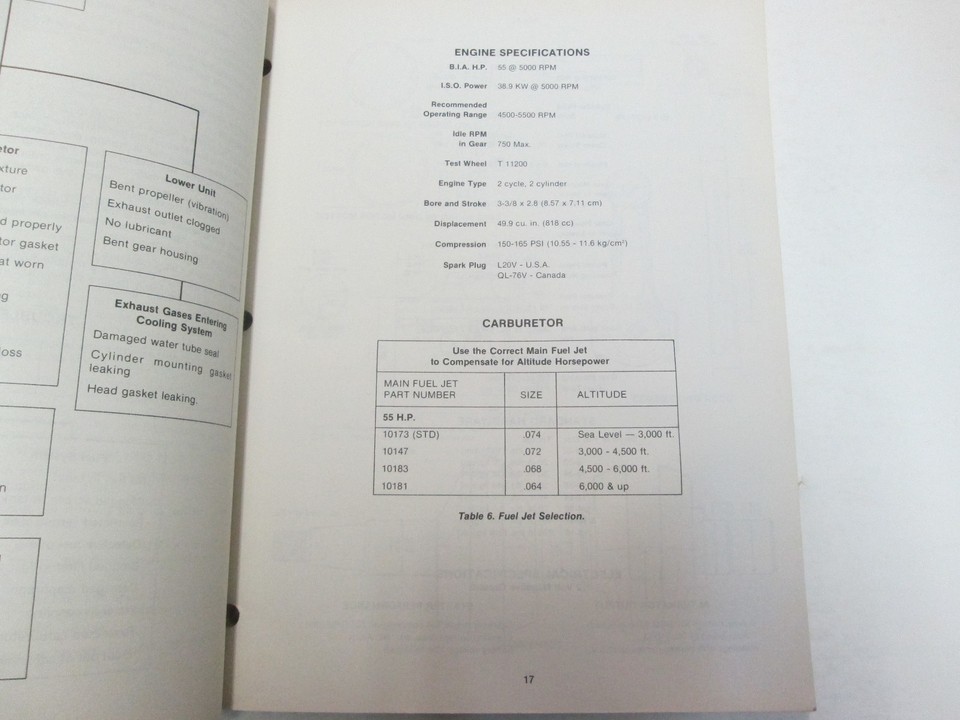 etor
xture
tor
d properly
tor gasket
at worn
g
loss
n
Lower Unit
Bent propeller (vibration)
Exhaust outlet clogged
No lubricant
Bent gear housing
Exhaust Gases Entering
Cooling System
Damaged water tube seal
Cylinder mounting gasket
leaking
Head gasket leaking.
ENGINE SPECIFICATIONS
B.I.A. H.P. 55 @ 5000 RPM
I.S.O. Power 38.9 KW @ 5000 RPM
Recommended
Operating Range 4500-5500 RPM
Idle RPM
in Gear 750 Max.
Test Wheel T 11200
Engine Type 2 cycle, 2 cylinder
Bore and Stroke 3-3/8 x 2.8 (8.57 x 7.11 cm)
Displacement 49.9 cu. in. (818 cc)
Compression 150-165 PSI (10.55 - 11.6 kg/cm²)
Spark Plug L20V - U.S.A.
QL-76V - Canada
CARBURETOR
Use the Correct Main Fuel Jet
to Compensate for Altitude Horsepower
MAIN FUEL JET
PART NUMBER SIZE ALTITUDE
55 H.P.
10173 (STD) .074 Sea Level — 3,000 ft.
10147 .072 3,000 - 4,500 ft.
10183 .068 4,500 - 6,000 ft.
10181 .064 6,000 & up
Table 6. Fuel Jet Selection.
17